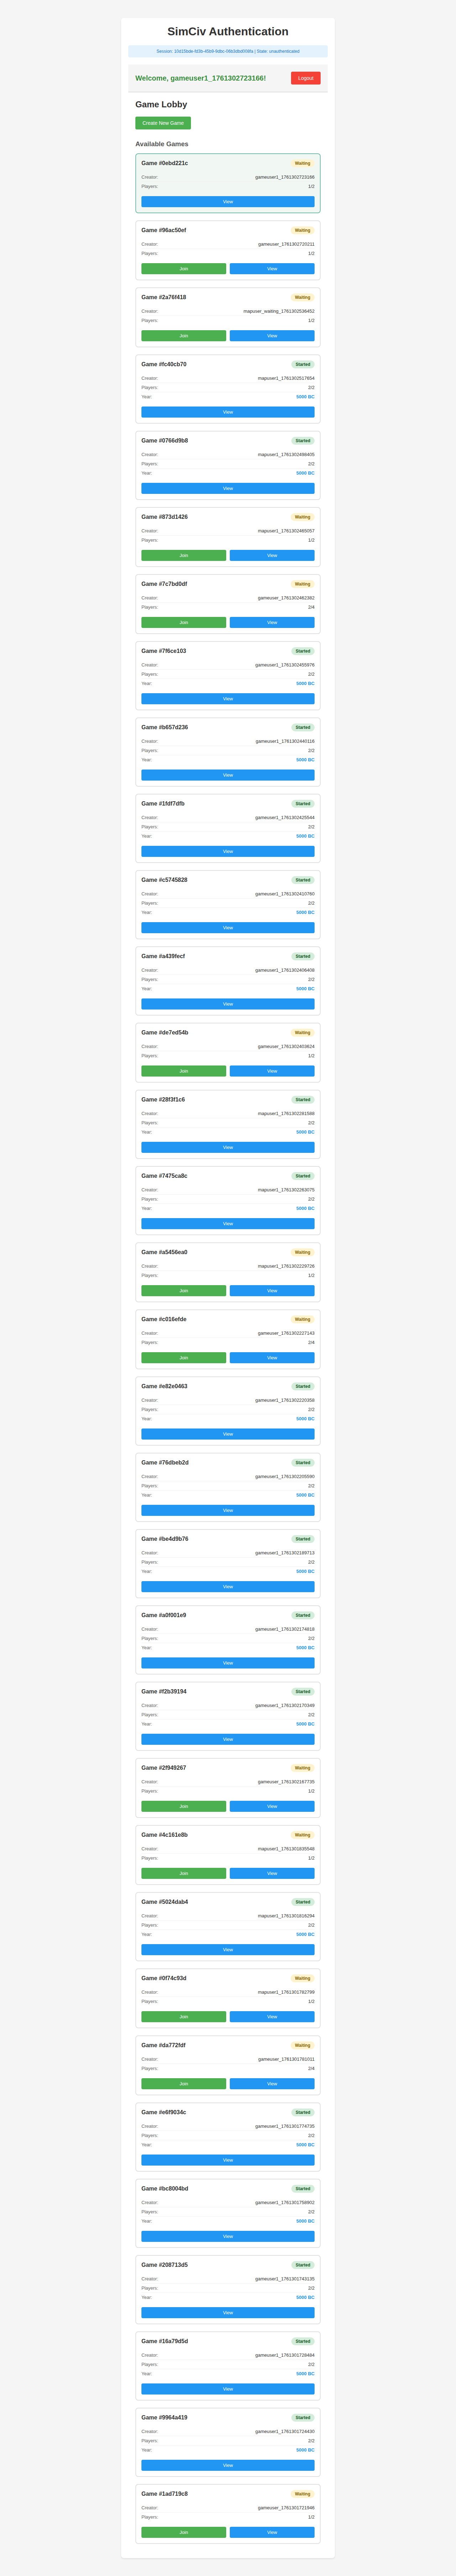 SimCiv Authentication
Welcome, gameuser1_1761302723166!
Logout
Game Lobby
Create New Game
Available Games
Game #0ebd221c
Waiting
Creator:
gameuser1_1761302723166
Players:
1/2
View
Game #96ac50ef
Waiting
Creator:
gameuser_1761302720211
Players:
1/2
Join
View
Game #2a76f418
Waiting
Creator:
mapuser_waiting_1761302536452
Players:
1/2
Join
View
Game #fc40cb70
Started
Creator:
mapuser1_1761302517654
Players:
2/2
Year:
5000 BC
View
Game #0766d9b8
Started
Creator:
mapuser1_1761302498405
Players:
2/2
Year:
5000 BC
View
Game #873d1426
Waiting
Creator:
mapuser1_1761302485057
Players:
1/2
Join
View
Game #7c7bd0df
Waiting
Creator:
gameuser_1761302482382
Players:
2/4
Join
View
Game #7f6ce103
Started
Creator:
gameuser1_1761302455976
Players:
2/2
Year:
5000 BC
View
Game #b657d236
Started
Creator:
gameuser1_1761302440116
Players:
2/2
Year:
5000 BC
View
Game #1fdf7dfb
Started
Creator:
gameuser1_1761302425544
Players:
2/2
Year:
5000 BC
View
Game #c5745828
Started
Creator:
gameuser1_1761302410760
Players:
2/2
Year:
5000 BC
View
Game #a439fecf
Started
Creator:
gameuser1_1761302406408
Players:
2/2
Year:
5000 BC
View
Game #de7ed54b
Waiting
Creator:
gameuser_1761302403624
Players:
1/2
Join
View
Game #28f3f1c6
Started
Creator:
mapuser1_1761302281586
Players:
2/2
Year:
5000 BC
View
Game #7475ca8c
Started
Creator:
mapuser1_1761302263075
Players:
2/2
Year:
5000 BC
View
Game #a5456ea0
Waiting
Creator:
mapuser1_1761302229728
Players:
1/2
Join
View
Game #c016efde
Waiting
Creator:
gameuser_1761302227143
Players:
2/4
Join
View
Game #e82e0463
Started
Creator:
gameuser1_1761302220358
Players:
2/2
Year:
5000 BC
View
Game #76dbeb2d
Started
Creator:
gameuser1_1761302205590
Players:
2/2
Year:
5000 BC
View
Game #be4d9b76
Started
Creator:
gameuser1_1761302189713
Players:
2/2
Year:
5000 BC
View
Game #a0f001e9
Started
Creator:
gameuser1_1761302174618
Players:
2/2
Year:
5000 BC
View
Game #f2b39194
Started
Creator:
gameuser1_1761302170349
Players:
2/2
Year:
5000 BC
View
Game #2f949267
Waiting
Creator:
gameuser_1761302167735
Players:
1/2
Join
View
Game #4c161e8b
Waiting
Creator:
mapuser1_1761301835548
Players:
1/2
Join
View
Game #5024dab4
Started
Creator:
mapuser1_1761301816294
Players:
2/2
Year:
5000 BC
View
Game #0f74c93d
Waiting
Creator:
mapuser1_1761301782799
Players:
1/2
Join
View
Game #da772fdf
Waiting
Creator:
gameuser_1761301781011
Players:
2/4
Join
View
Game #e6f9034c
Started
Creator:
gameuser1_1761301774735
Players:
2/2
Year:
5000 BC
View
Game #bc8004bd
Started
Creator:
gameuser1_1761301758902
Players:
2/2
Year:
5000 BC
View
Game #208713d5
Started
Creator:
gameuser1_1761301743135
Players:
2/2
Year:
5000 BC
View
Game #16a79d5d
Started
Creator:
gameuser1_1761301728484
Players:
2/2
Year:
5000 BC
View
Game #9964a419
Started
Creator:
gameuser1_1761301724430
Players:
2/2
Year:
5000 BC
View
Game #1ad719c8
Waiting
Creator:
gameuser_1761301721946
Players:
1/2
Join
View